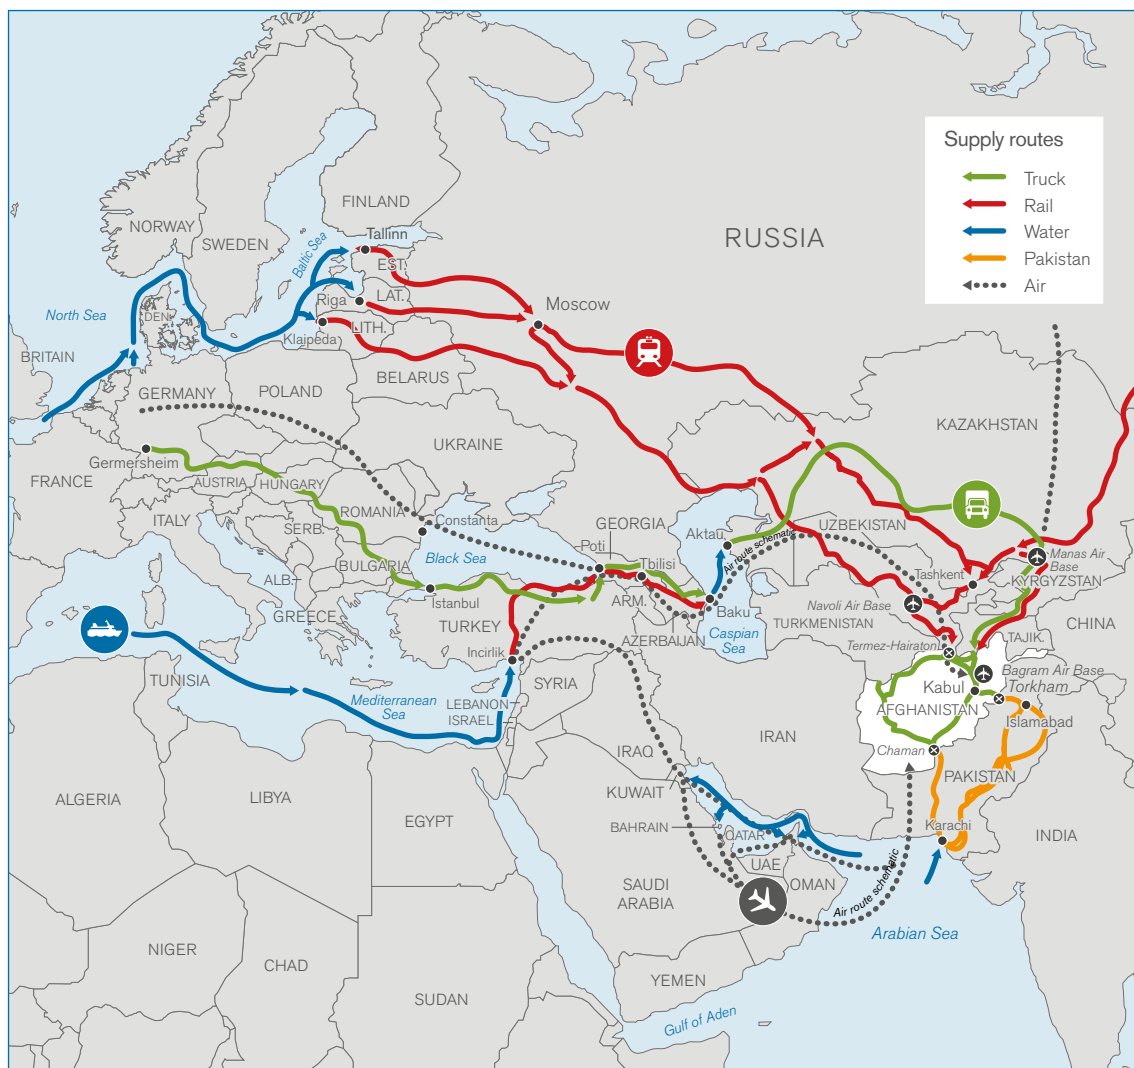 Supply routes
Truck
Rail
Water
Pakistan
Air
FINLAND
NORWAY
SWEDEN
Baltic Sea
Tallinn
EST.
RUSSIA
North Sea
DEN.
Riga
LAT.
Moscow
Klaipeda
LITH.
BRITAIN
BELARUS
GERMANY
POLAND
KAZAKHSTAN
UKRAINE
Germersheim
FRANCE
AUSTRIA
HUNGARY
ITALY
ROMANIA
Constanta
SERB.
GEORGIA
Aktau
UZBEKISTAN
Air route schematic
Black Sea
Poti
Tbilisi
Manas Air
Base
BULGARIA
Tashkent
KYRGYZSTAN
ALB.
Istanbul
ARM.
Baku
Navoli Air Base
GREECE
TURKEY
AZERBAIJAN
Caspian
Sea
TURKMENISTAN
CHINA
Incirlik
Termez-Hairaton
TAJIK.
TUNISIA
SYRIA
Bagram Air Base
Mediterranean
Sea
LEBANON
ISRAEL
Kabul
Torkham
AFGHANISTAN
Islamabad
IRAQ
IRAN
Chaman
PAKISTAN
ALGERIA
LIBYA
EGYPT
KUWAIT
BAHRAIN
QATAR
Karachi
INDIA
UAE
OMAN
SAUDI
ARABIA
Air route schematic
Arabian Sea
NIGER
CHAD
SUDAN
YEMEN
Gulf of Aden